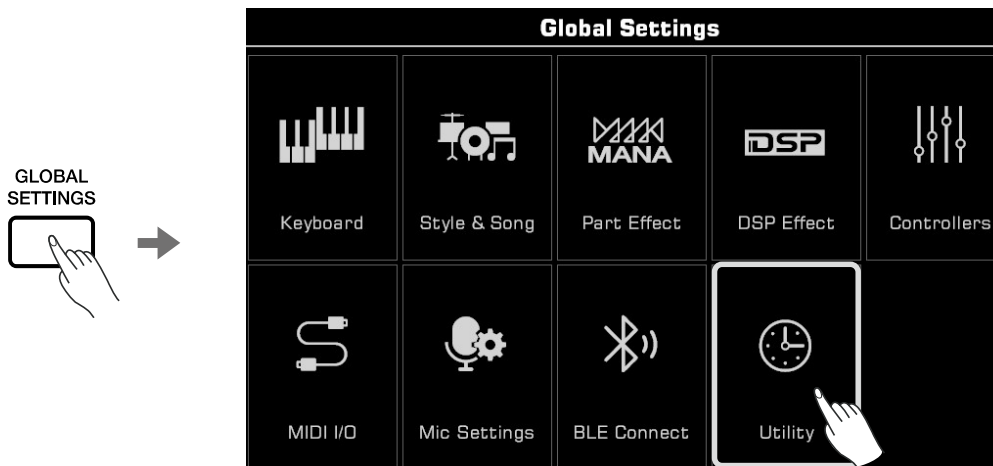 Global Settings
GLOBAL
SETTINGS
MANA
DSP
Keyboard
Style & Song
Part Effect
DSP Effect
Controllers
MIDI I/O
Mic Settings
BLE Connect
Utility